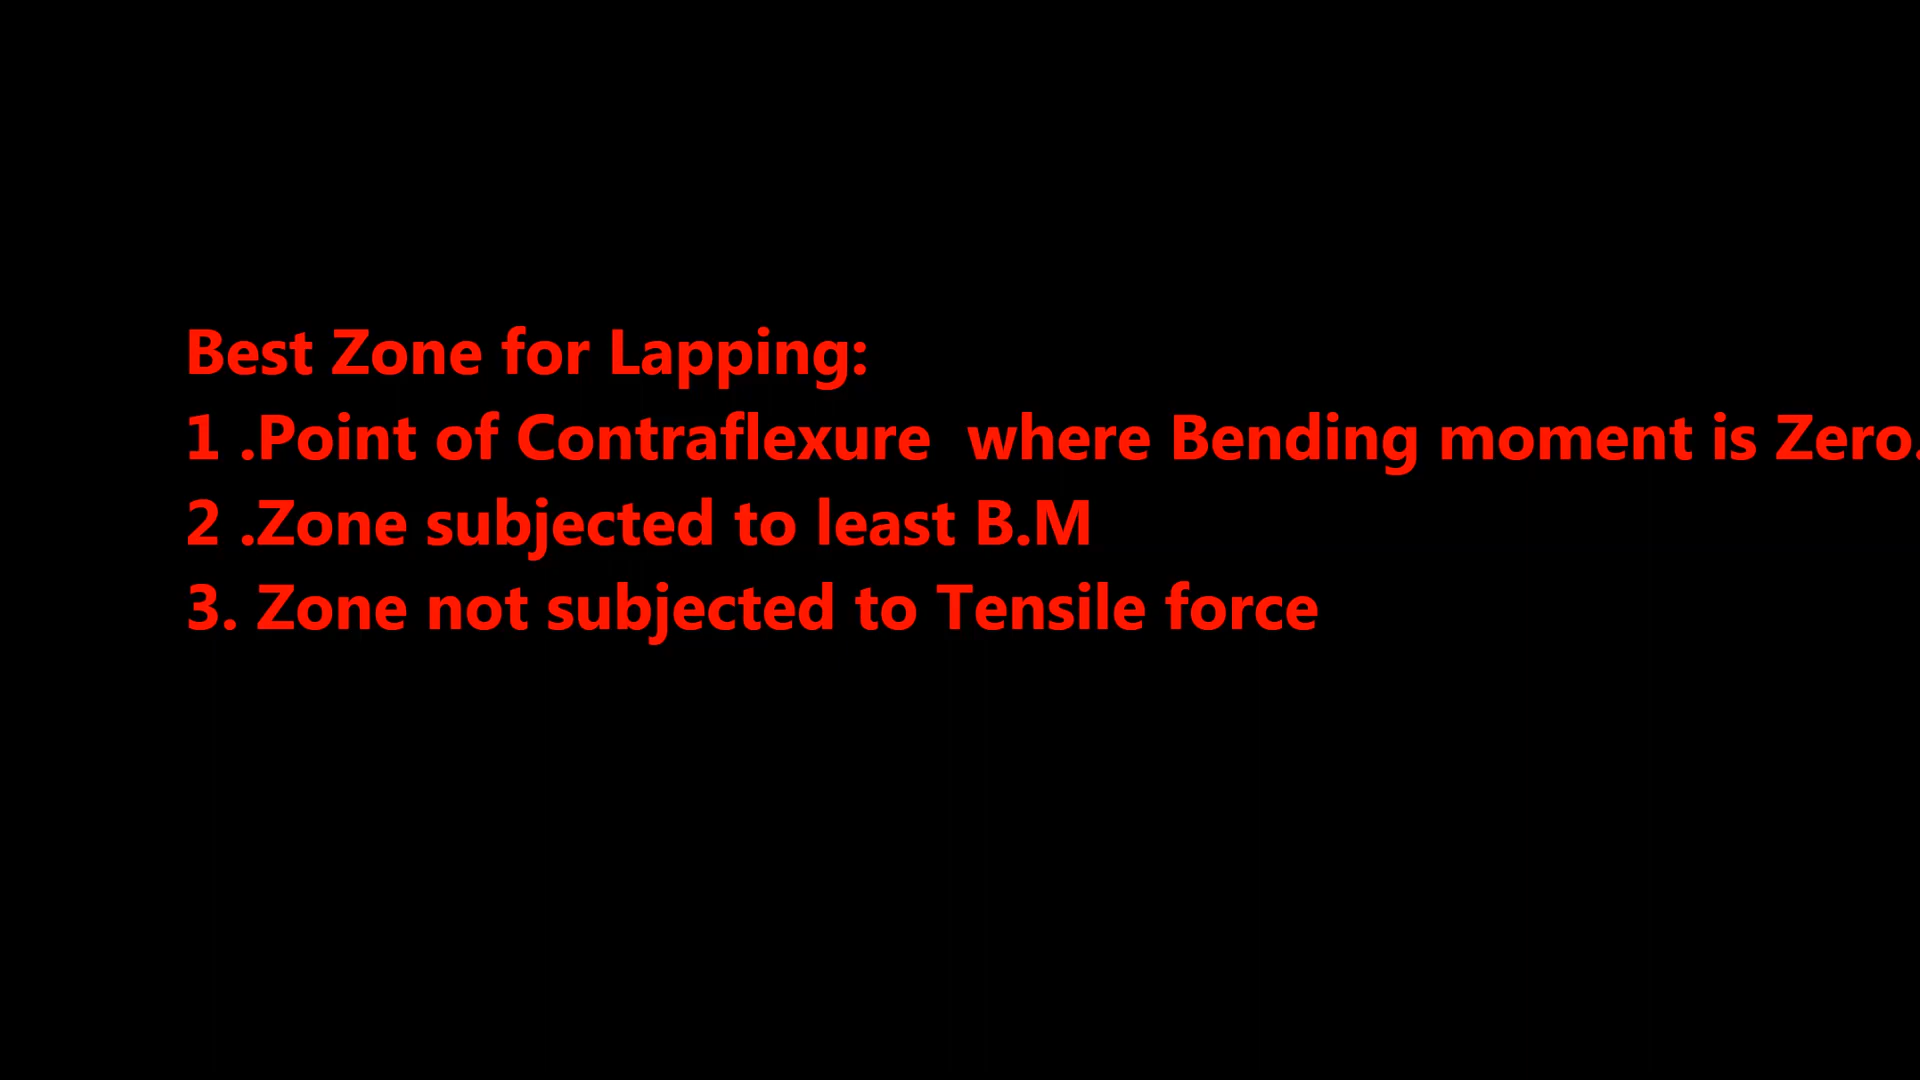 Best Zone for Lapping:
1 .Point of Contraflexure  where Bending moment is Zero.
2 .Zone subjected to least B.M
3. Zone not subjected to Tensile force